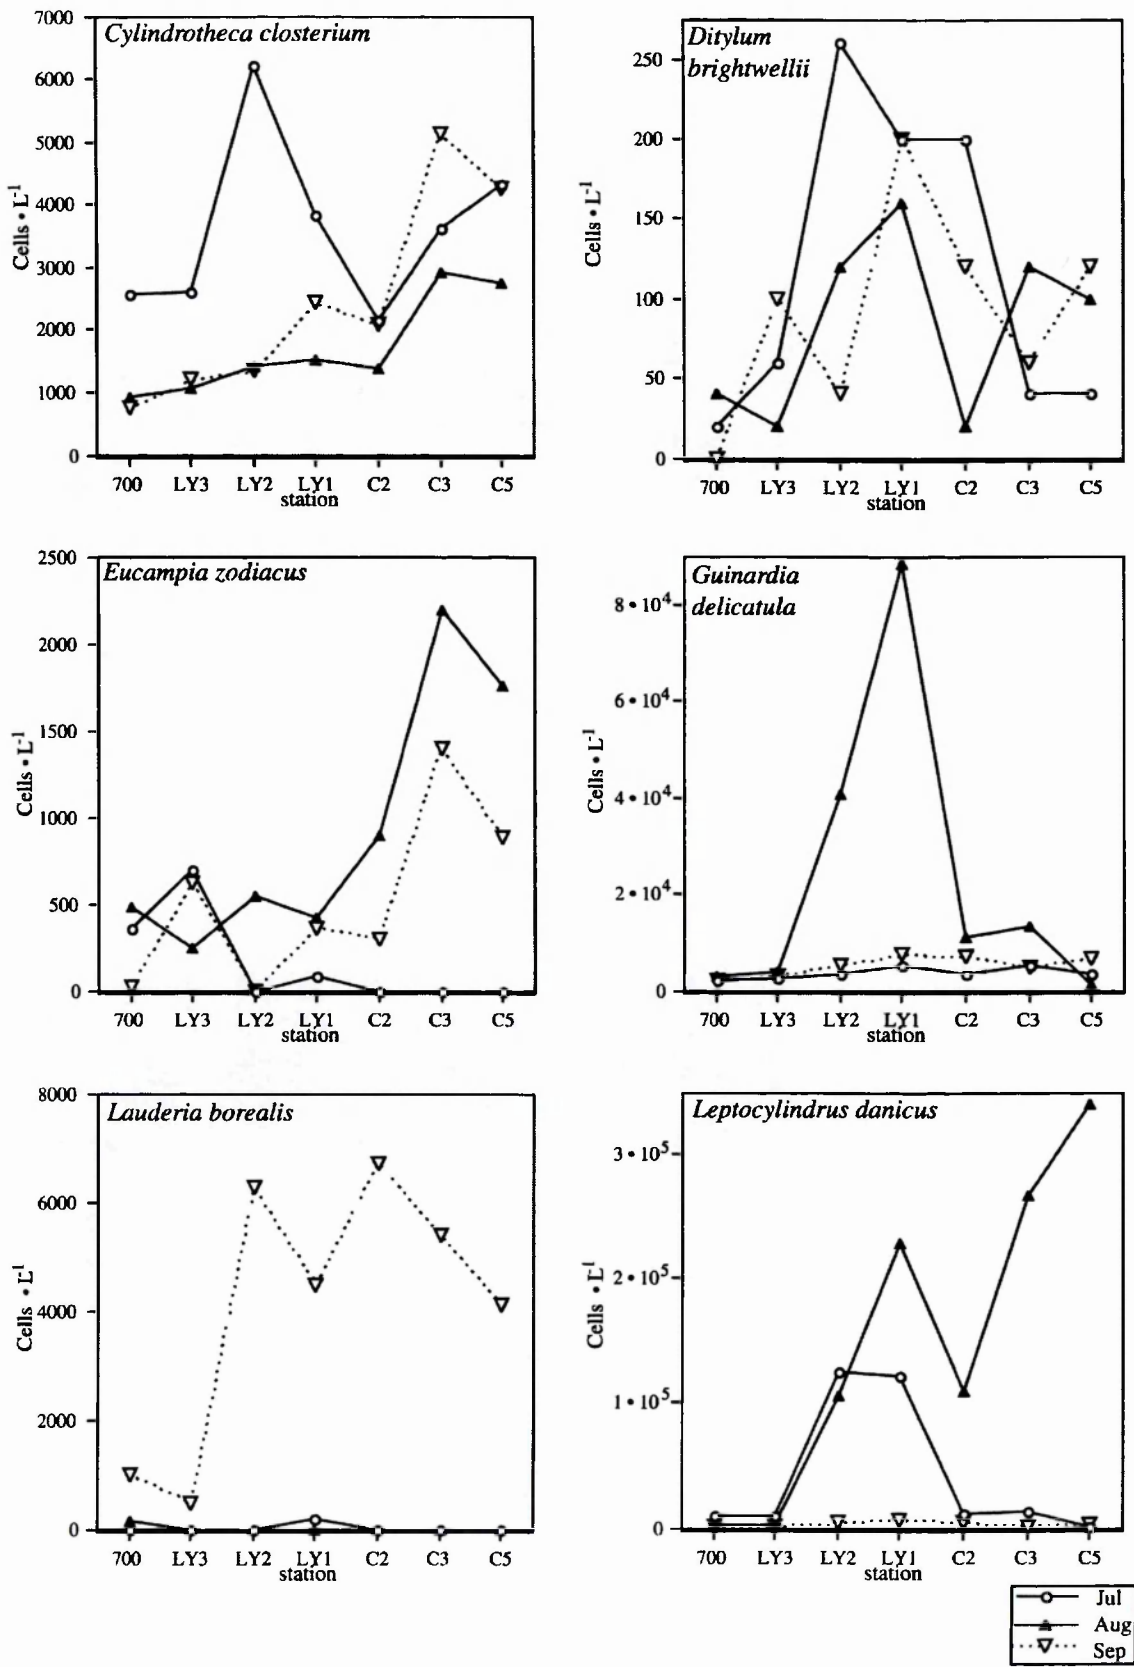 Cylindrotheca closterium
7000
6000
5000
4000
3000
2000
1000
0
Cells • L-1
700 LY3 LY2 LY1 C2 C3 C5
station
Ditylum
brightwellii
250
200
150
100
50
0
Cells • L-1
700 LY3 LY2 LY1 C2 C3 C5
station
Eucampia zodiacus
2500
2000
1500
1000
500
0
Cells • L-1
700 LY3 LY2 LY1 C2 C3 C5
station
Guinardia
delicatula
8 • 10^4
6 • 10^4
4 • 10^4
2 • 10^4
0
Cells • L-1
700 LY3 LY2 LY1 C2 C3 C5
station
Lauderia borealis
8000
6000
4000
2000
0
Cells • L-1
700 LY3 LY2 LY1 C2 C3 C5
station
Leptocylindrus danicus
3 • 10^5
2 • 10^5
1 • 10^5
0
Cells • L-1
700 LY3 LY2 LY1 C2 C3 C5
station
Jul
Aug
Sep